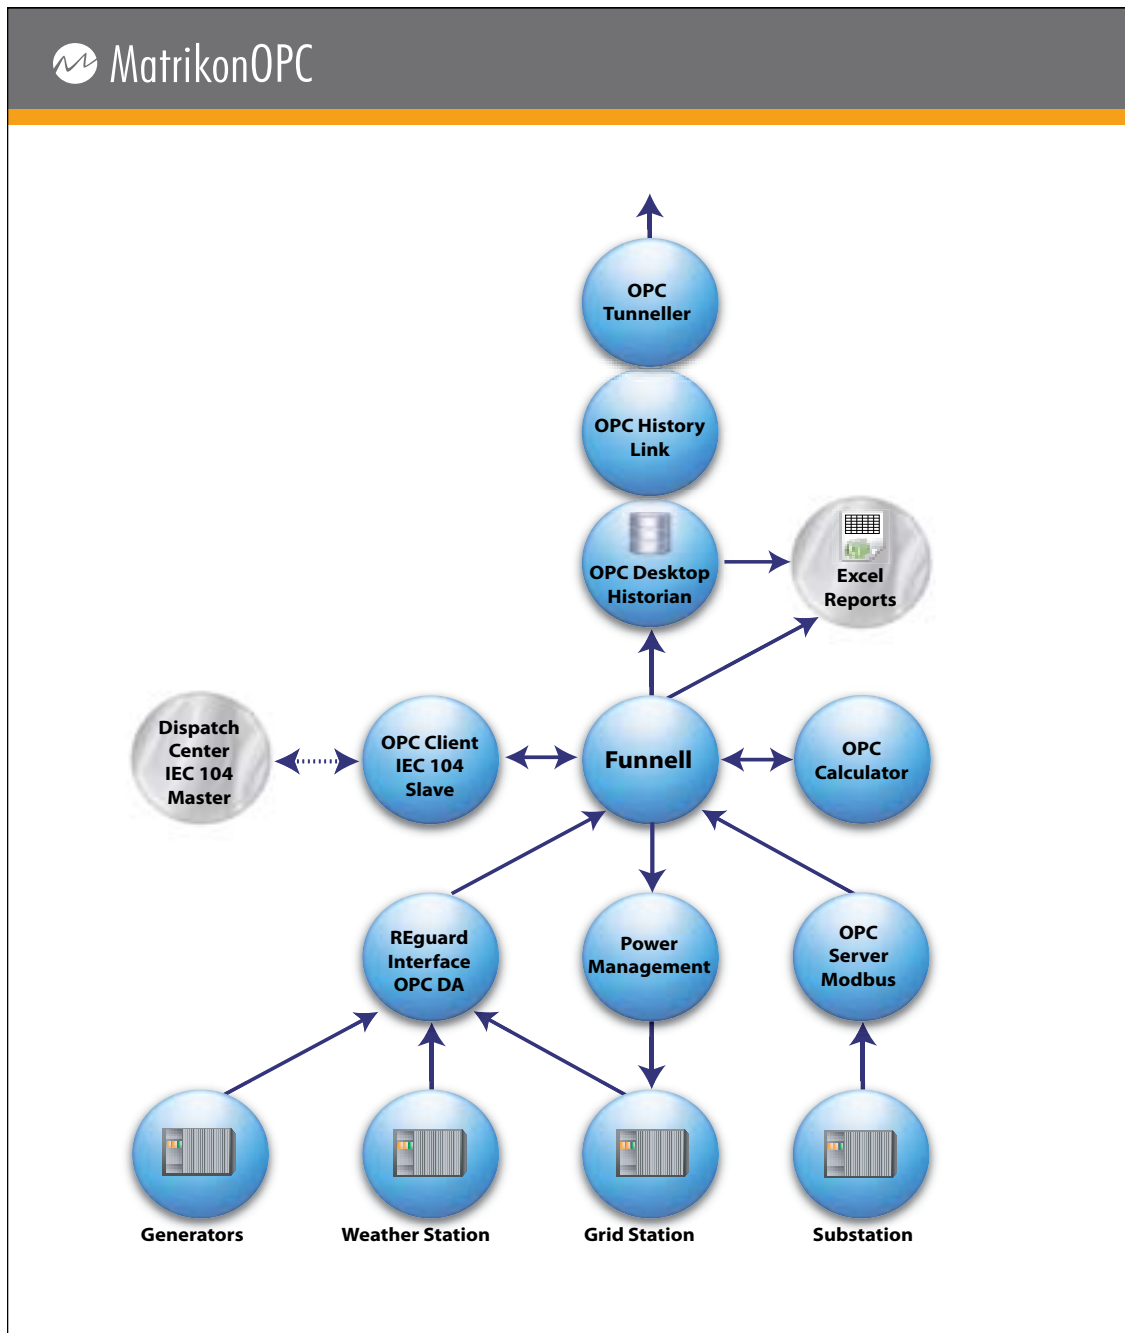 MatrikonOPC
OPC
Tunneller
OPC History
Link
OPC Desktop
Historian
Excel
Reports
Dispatch
Center
IEC 104
Master
OPC Client
IEC 104
Slave
Funnell
OPC
Calculator
REguard
Interface
OPC DA
Power
Management
OPC
Server
Modbus
Generators
Weather Station
Grid Station
Substation